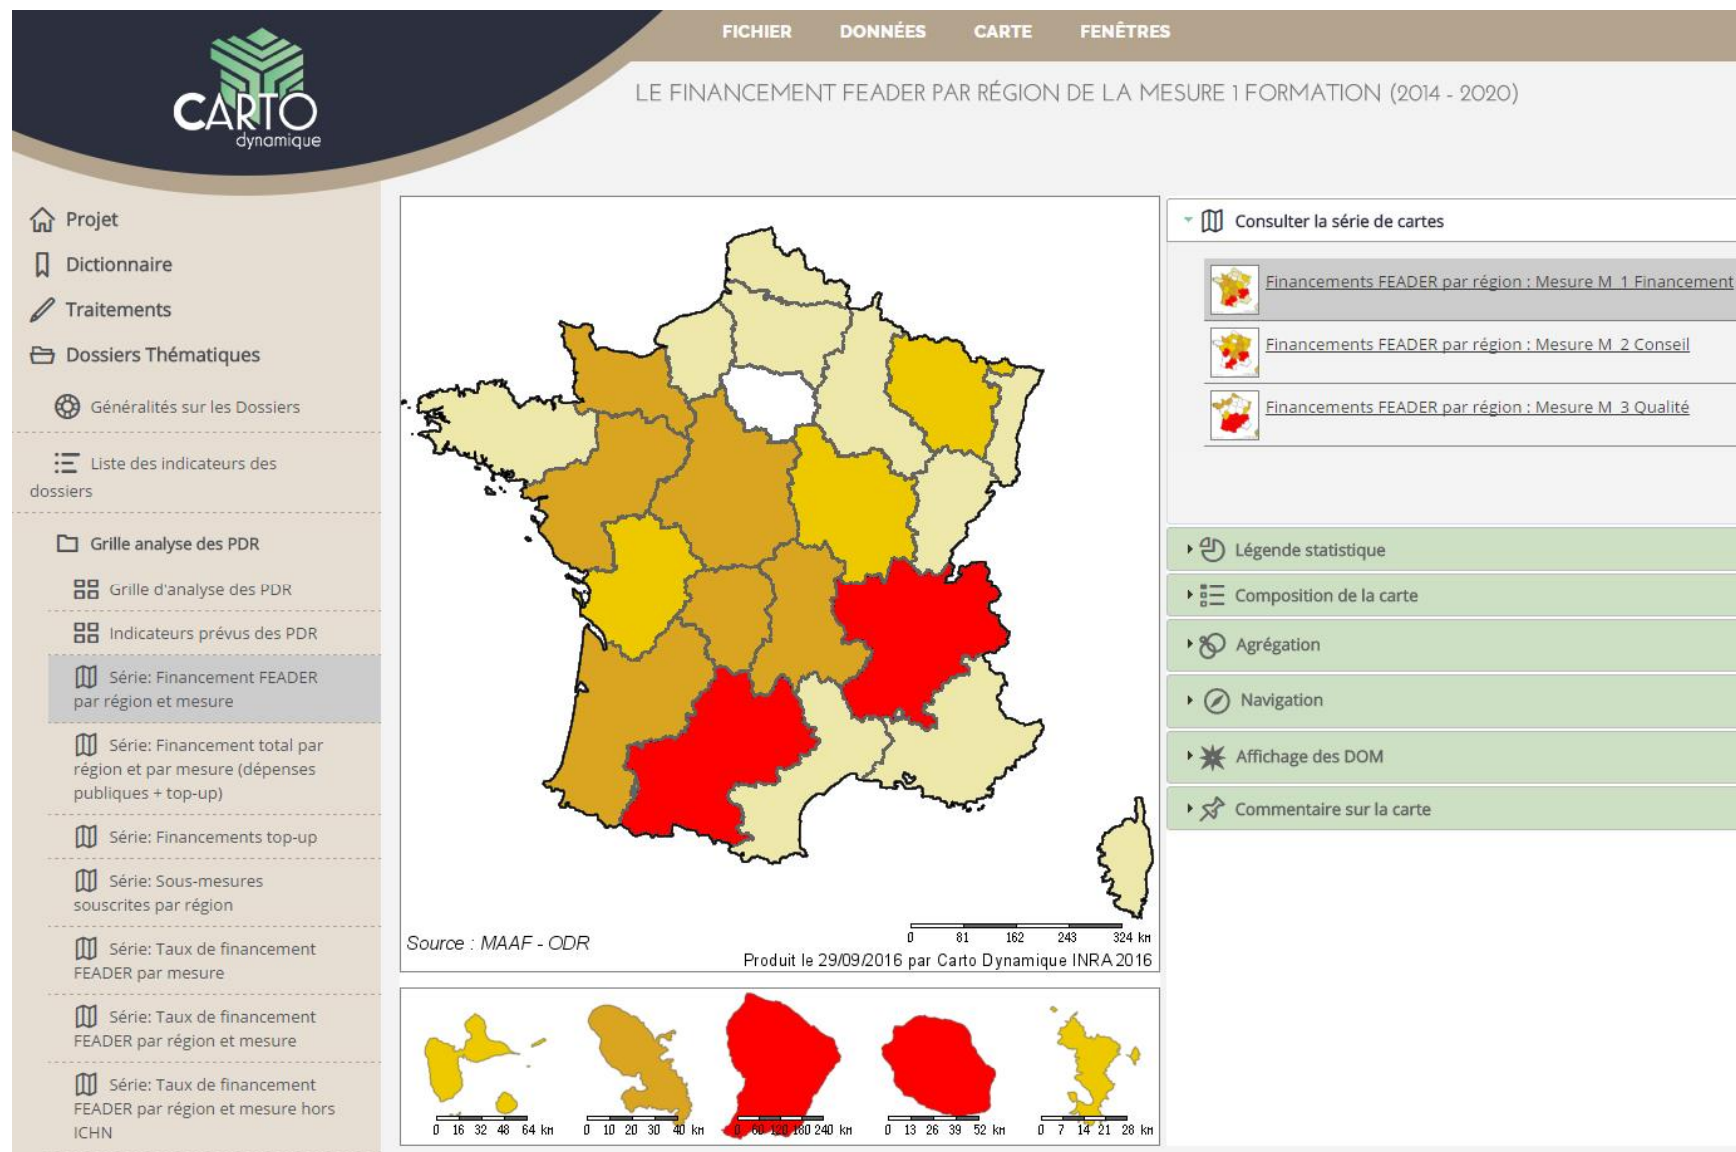 FICHIER DONNÉES CARTE FENÊTRES
CARTO
dynamique
LE FINANCEMENT FEADER PAR RÉGION DE LA MESURE 1 FORMATION (2014 - 2020)
Projet
Dictionnaire
Traitements
Dossiers Thématiques
Généralités sur les Dossiers
Liste des indicateurs des
dossiers
Grille analyse des PDR
Grille d'analyse des PDR
Indicateurs prévus des PDR
Série: Financement FEADER
par région et mesure
Série: Financement total par
région et par mesure (dépenses
publiques + top-up)
Série: Financements top-up
Série: Sous-mesures
souscrites par région
Série: Taux de financement
FEADER par mesure
Série: Taux de financement
FEADER par région et mesure
Série: Taux de financement
FEADER par région et mesure hors
ICHN
Source : MAAF - ODR
0 81 162 243 324 km
Produit le 29/09/2016 par Carto Dynamique INRA 2016
0 16 32 48 64 km
0 10 20 30 40 km
0 60 120 180 240 km
0 13 26 39 52 km
0 7 14 21 28 km
Consulter la série de cartes
Financements FEADER par région : Mesure M 1 Financement
Financements FEADER par région : Mesure M 2 Conseil
Financements FEADER par région : Mesure M 3 Qualité
Légende statistique
Composition de la carte
Agrégation
Navigation
Affichage des DOM
Commentaire sur la carte